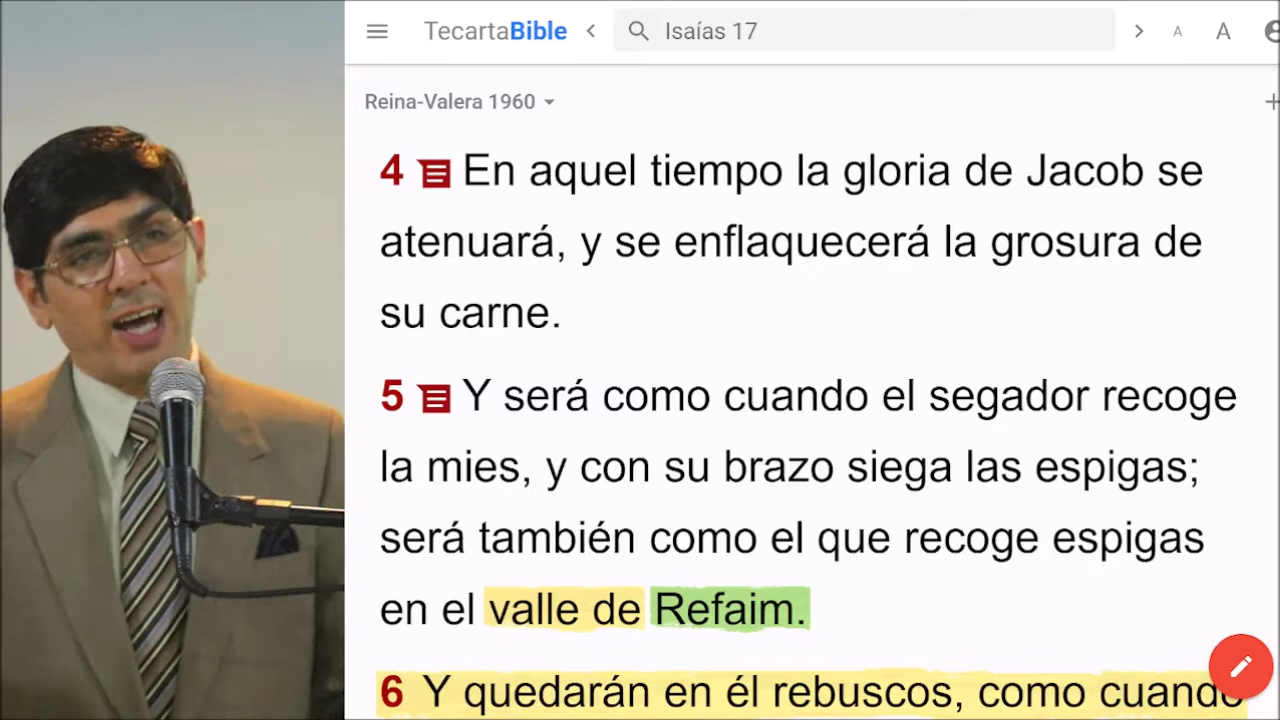 TecartaBible
Isaías 17
A A
Reina-Valera 1960
4 En aquel tiempo la gloria de Jacob se
atenuará, y se enflaquecerá la grosura de
su carne.
5 Y será como cuando el segador recoge
la mies, y con su brazo siega las espigas;
será también como el que recoge espigas
en el valle de Refaim.
6 Y quedarán en él rebuscos, como cuando